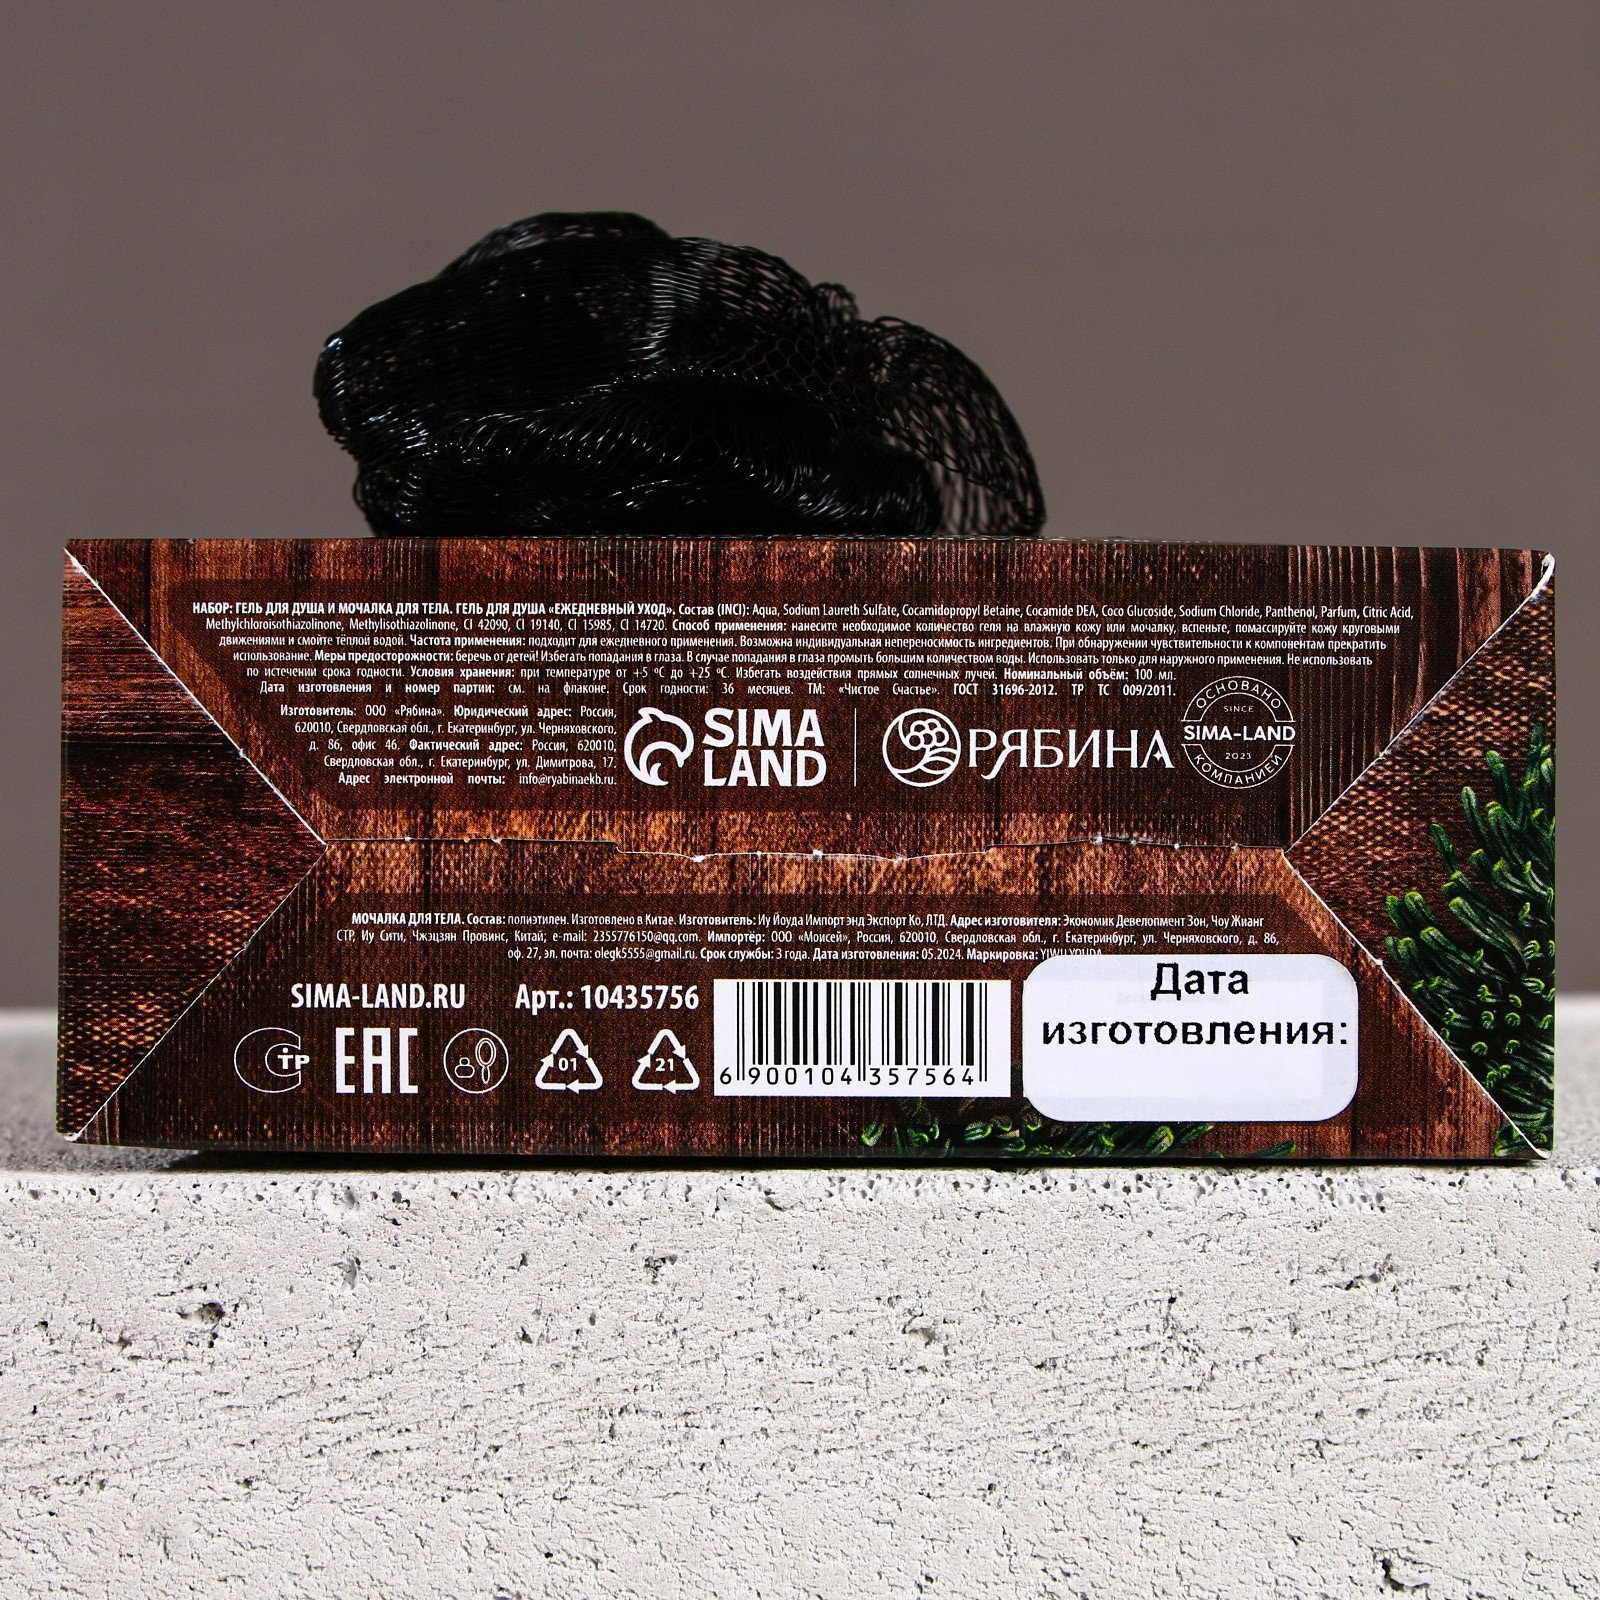 НАБОР: ГЕЛЬ ДЛЯ ДУША И МОЧАЛКА ДЛЯ ТЕЛА. ГЕЛЬ ДЛЯ ДУША «ЕЖЕДНЕВНЫЙ УХОД». Состав (INCI): Aqua, Sodium Laureth Sulfate, Cocamidopropyl Betaine, Cocamide DEA, Coco Glucoside, Sodium Chloride, Panthenol, Parfum, Citric Acid,
Methylchloroisothiazolinone, Methylisothiazolinone, CI 42090, CI 19140, CI 15985, CI 14720. Способ применения: нанесите необходимое количество геля на влажную кожу или мочалку, вспеньте, помассируйте кожу круговыми
движениями и смойте тёплой водой. Частота применения: подходит для ежедневного применения. Возможна индивидуальная непереносимость ингредиентов. При обнаружении чувствительности к компонентам прекратить
использование. Меры предосторожности: беречь от детей! Избегать попадания в глаза. В случае попадания в глаза промыть большим количеством воды. Использовать только для наружного применения. Не использовать
по истечении срока годности. Условия хранения: при температуре от +5 ºC до +25 ºC. Избегать воздействия прямых солнечных лучей. Номинальный объём: 100 мл.
Дата изготовления и номер партии: см. на флаконе. Срок годности: 36 месяцев. ТМ: «Чистое Счастье». ГОСТ 31696-2012. ТР ТС 009/2011.
Изготовитель: ООО «Рябина». Юридический адрес: Россия,
620010, Свердловская обл., г. Екатеринбург, ул. Черняховского,
д. 86, офис 46. Фактический адрес: Россия, 620010,
Свердловская обл., г. Екатеринбург, ул. Димитрова, 17.
Адрес электронной почты: info@ryabinaekb.ru.
SIMA
LAND
РЯБИНА
ОСНОВАНО
SINCE
SIMA-LAND
2023
КОМПАНИЕЙ
МОЧАЛКА ДЛЯ ТЕЛА. Состав: полиэтилен. Изготовлено в Китае. Изготовитель: Иу Йоуда Импорт энд Экспорт Ко, ЛТД. Адрес изготовителя: Экономик Девелопмент Зон, Чоу Жианг
СТР, Иу Сити, Чжэцзян Провинс, Китай; e-mail: 2355776150@qq.com. Импортёр: ООО «Моисей», Россия, 620010, Свердловская обл., г. Екатеринбург, ул. Черняховского, д. 86,
оф. 27, эл. почта: olegk5555@gmail.ru. Срок службы: 3 года. Дата изготовления: 05.2024. Маркировка: YIWU YOUDA
SIMA-LAND.RU Арт.: 10435756
СТР EAC 01 21
6 900104 357564
Дата
изготовления: